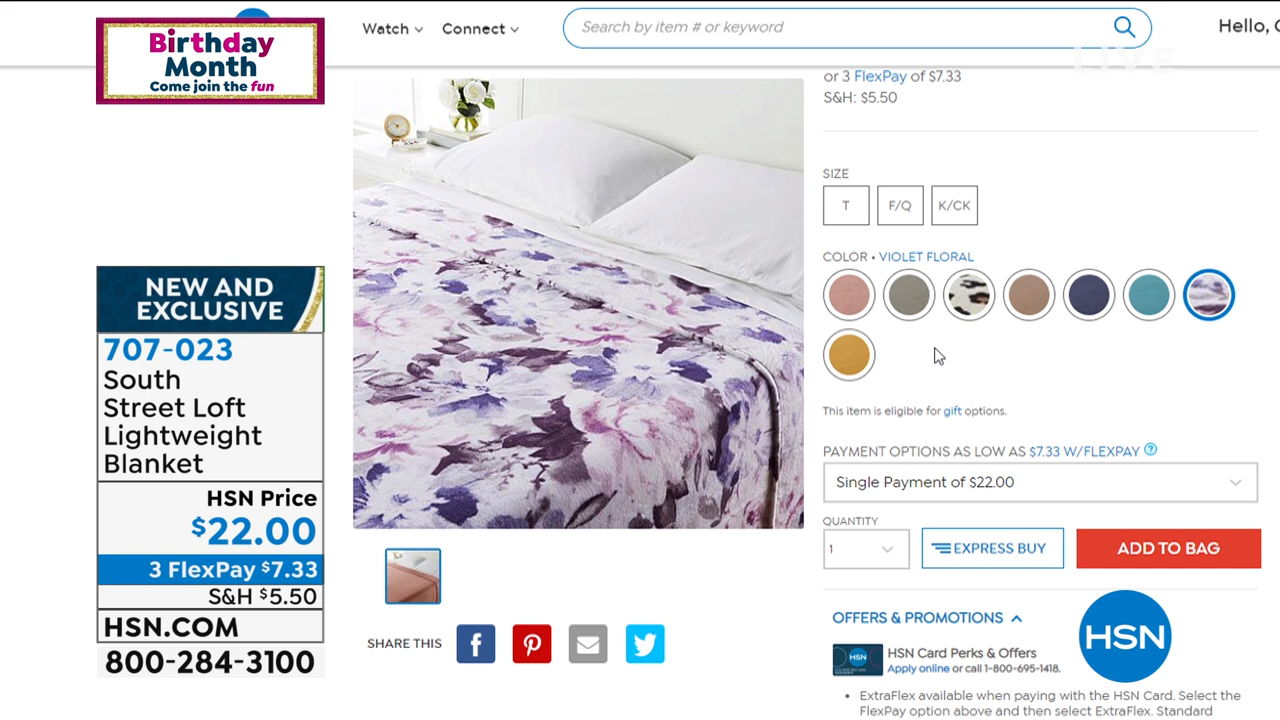 Birthday
Month
Come join the fun
Watch
Connect
Search by item # or keyword
Hello,
LIVE
or 3 FlexPay of $7.33
S&H: $5.50
SIZE
T
F/Q
K/CK
COLOR • VIOLET FLORAL
This item is eligible for gift options.
PAYMENT OPTIONS AS LOW AS $7.33 W/FLEXPAY ?
Single Payment of $22.00
QUANTITY
1
EXPRESS BUY
ADD TO BAG
OFFERS & PROMOTIONS
HSN
HSN
HSN Card Perks & Offers
Apply online or call 1-800-695-1418.
• ExtraFlex available when paying with the HSN Card. Select the
FlexPay option above and then select ExtraFlex. Standard
SHARE THIS
NEW AND
EXCLUSIVE
707-023
South
Street Loft
Lightweight
Blanket
HSN Price
$22.00
3 FlexPay $7.33
S&H $5.50
HSN.COM
800-284-3100